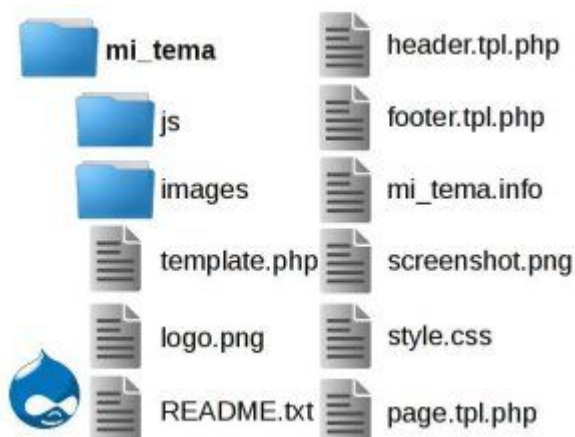 mi_tema
js
images
template.php
logo.png
README.txt
header.tpl.php
footer.tpl.php
mi_tema.info
screenshot.png
style.css
page.tpl.php